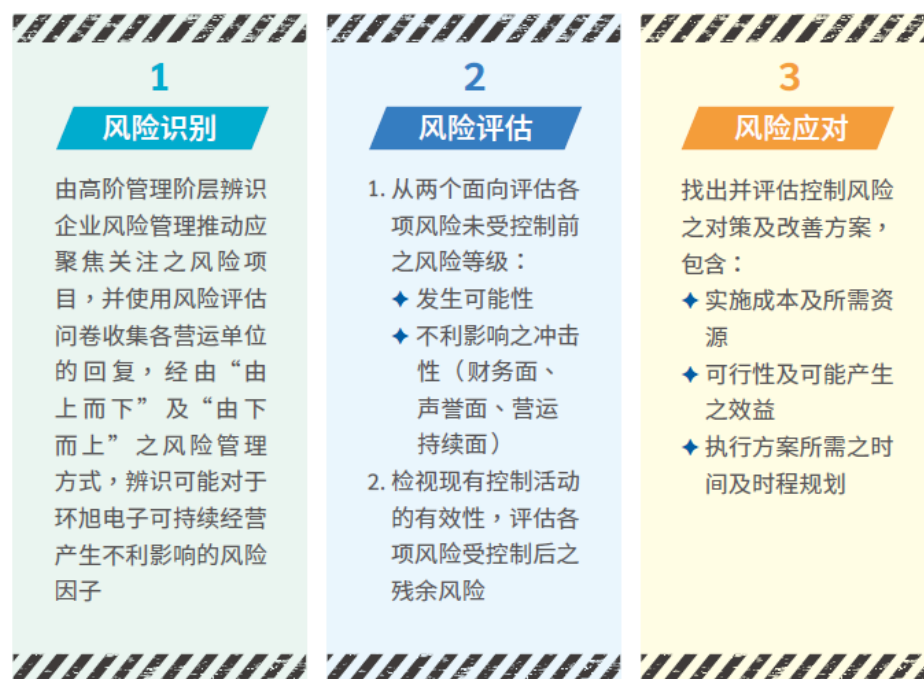 1
风险识别
由高阶管理阶层辨识
企业风险管理推动应
聚焦关注之风险项
目，并使用风险评估
问卷收集各营运单位
的回复，经由“由
上而下”及“由下
而上”之风险管理
方式，辨识可能对于
环旭电子可持续经营
产生不利影响的风险
因子
2
风险评估
1. 从两个面向评估各
项风险未受控制前
之风险等级：
✦ 发生可能性
✦ 不利影响之冲击
性（财务面、
声誉面、营运
持续面）
2. 检视现有控制活动
的有效性，评估各
项风险受控制后之
残余风险
3
风险应对
找出并评估控制风险
之对策及改善方案，
包含：
✦ 实施成本及所需资
源
✦ 可行性及可能产生
之效益
✦ 执行方案所需之时
间及时程规划